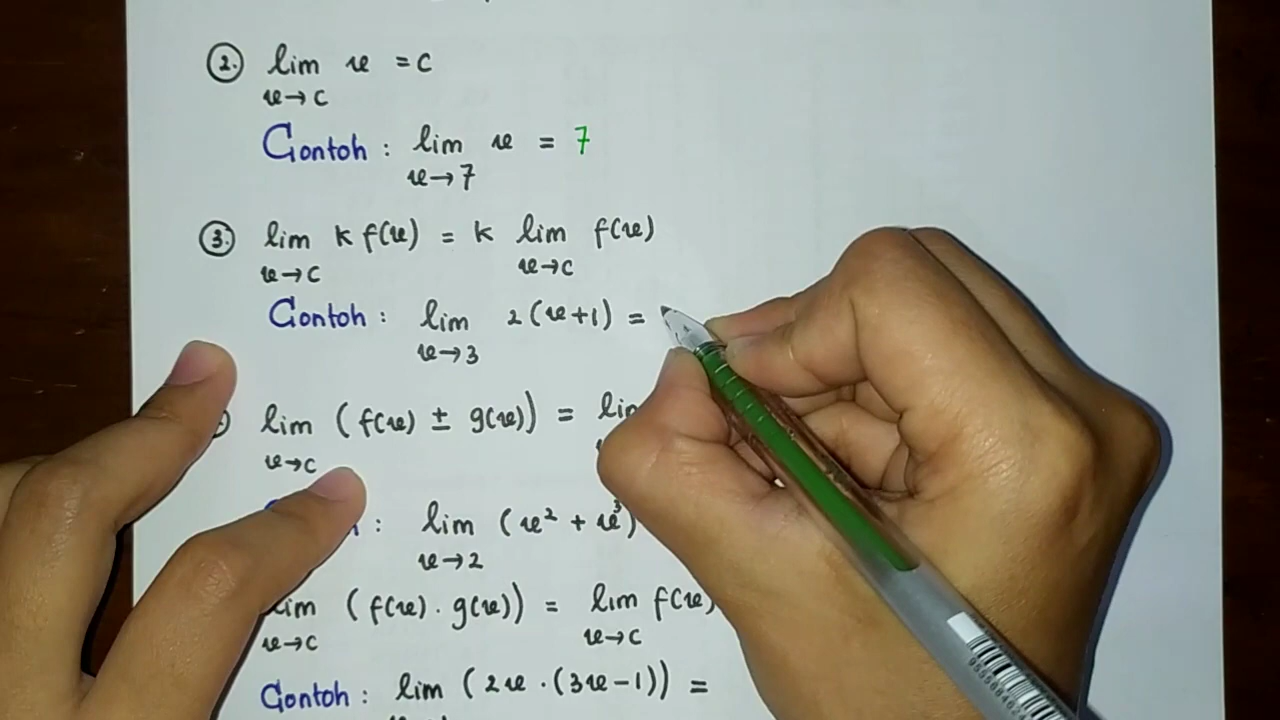 2. lim x = c
x→c
Contoh : lim x = 7
x→7
3. lim k f(x) = k lim f(x)
x→c x→c
Contoh : lim 2(x+1) =
x→3
lim (f(x) ± g(x)) = lim
x→c
: lim (x² + x³)
x→2
lim (f(x) . g(x)) = lim f(x)
x→c x→c
Contoh : lim (2x . (3x-1)) =